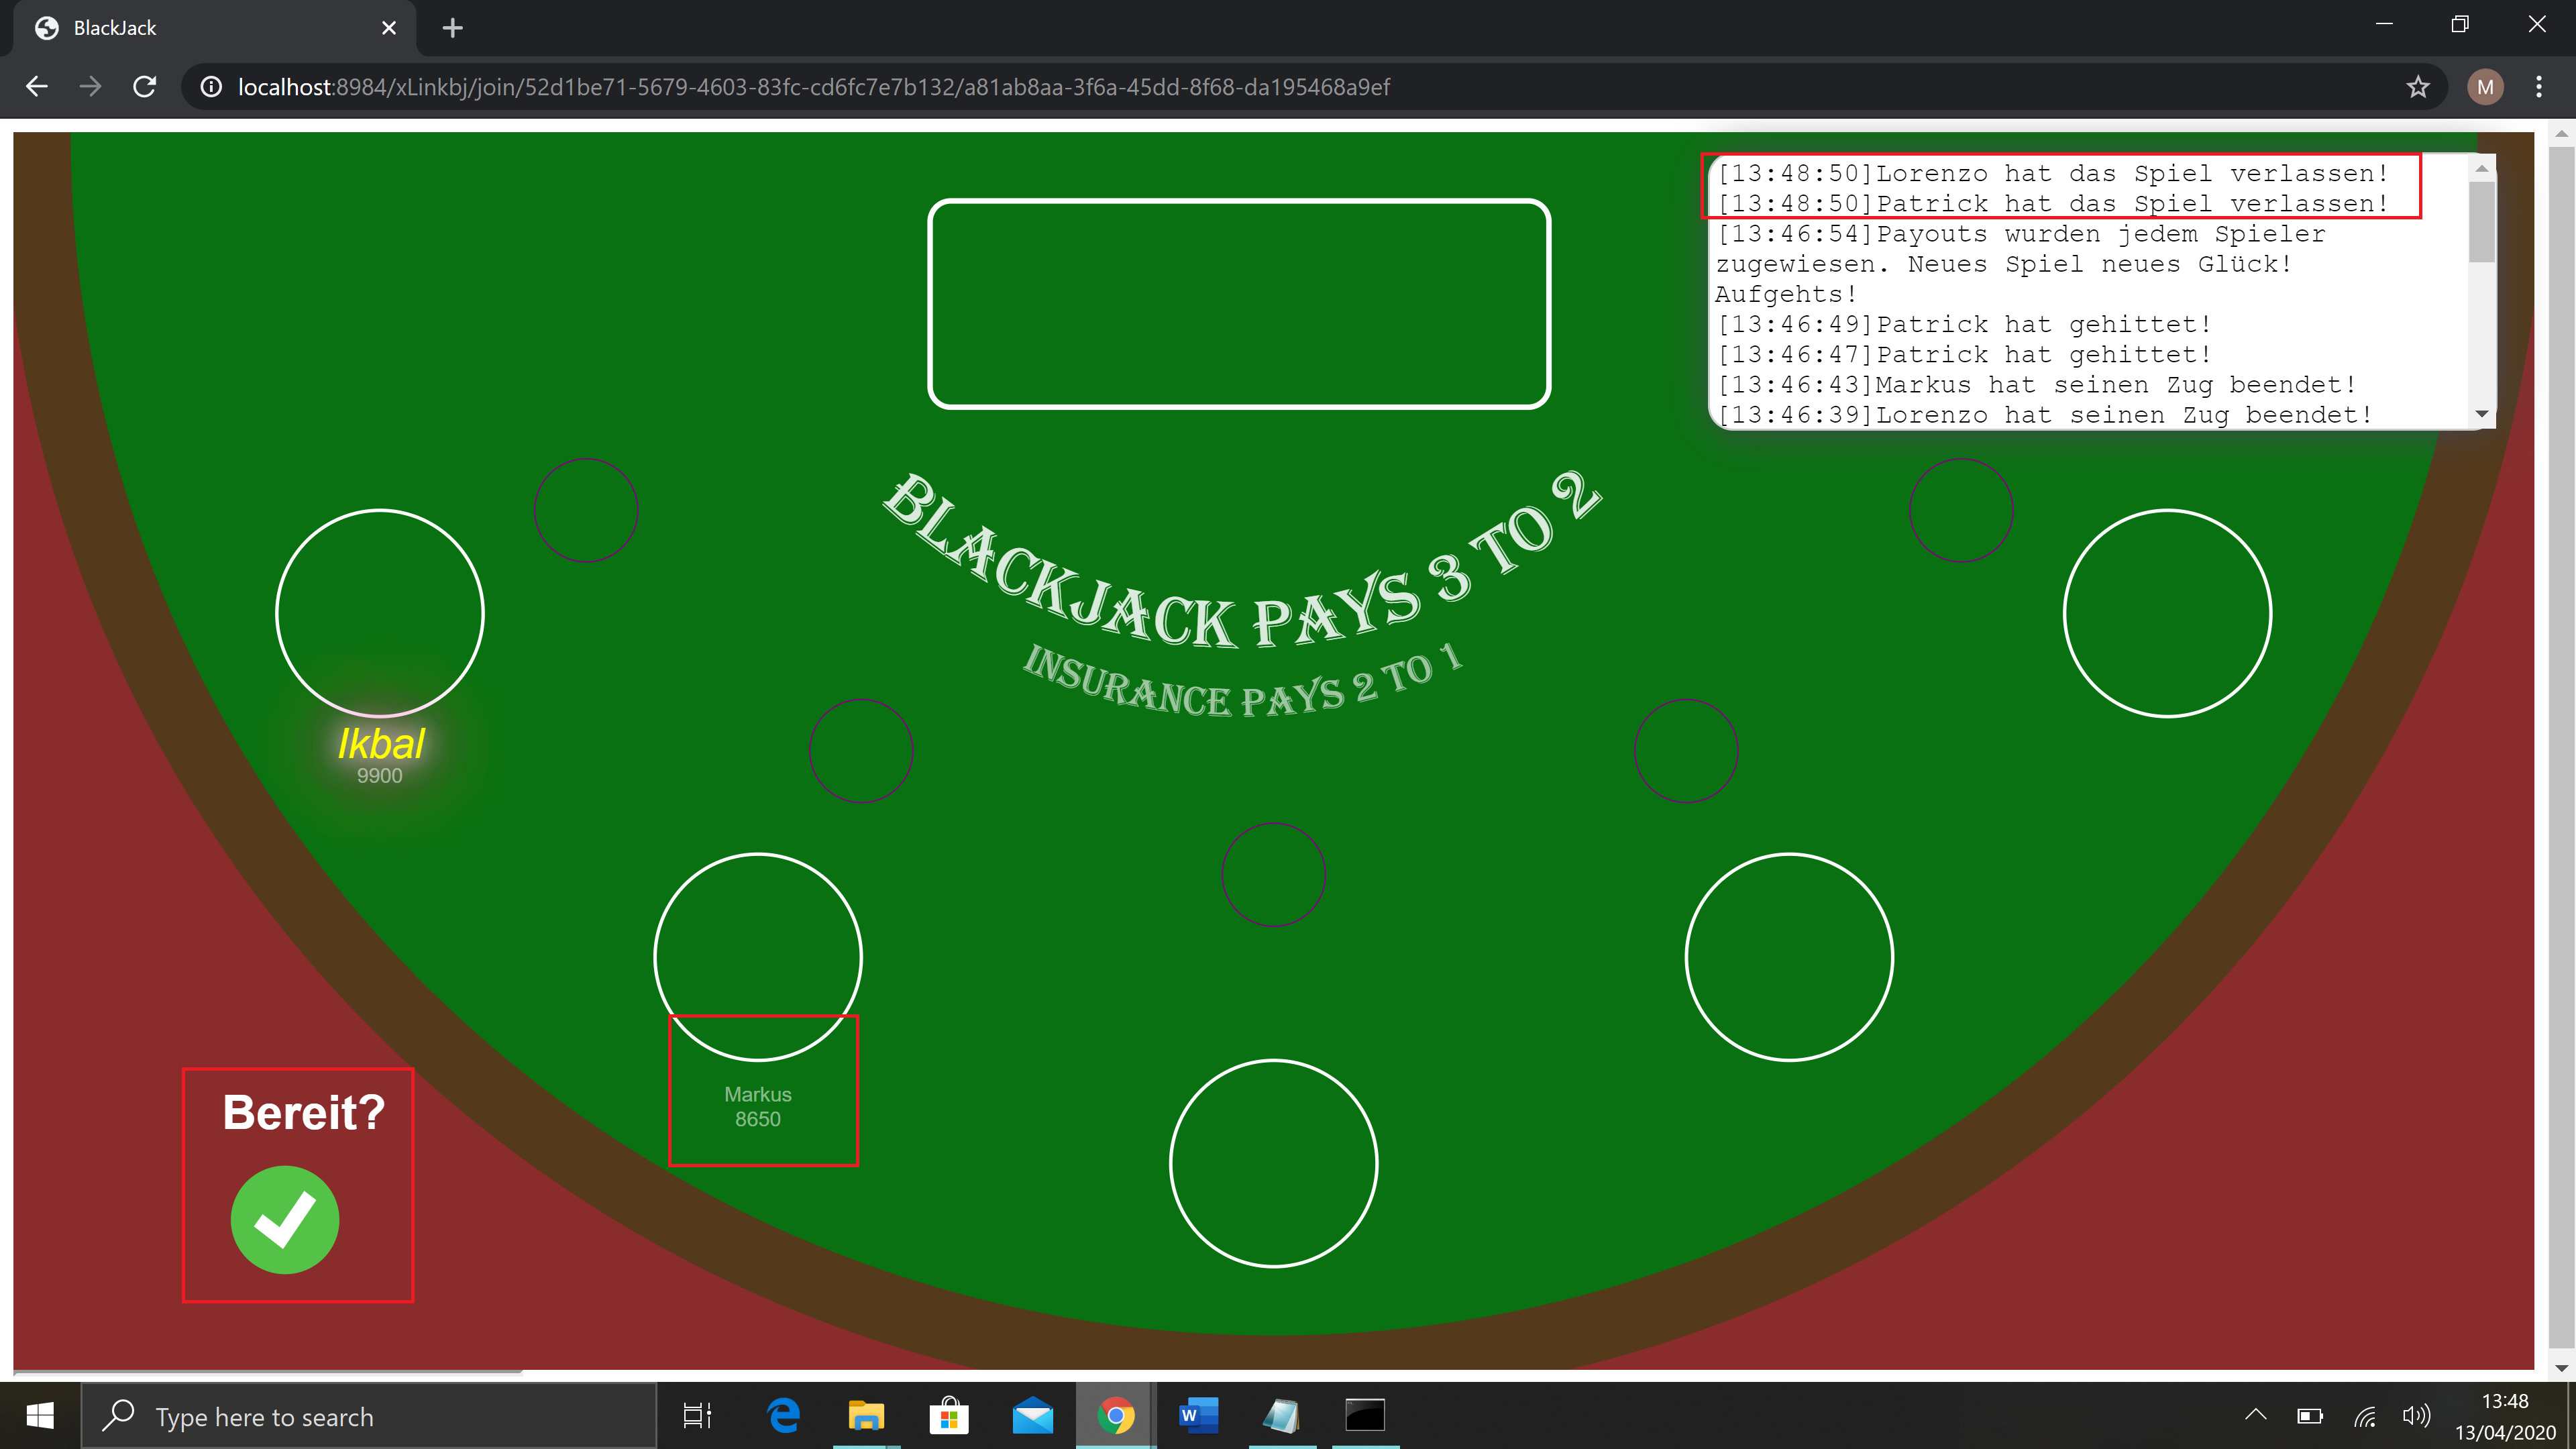 BlackJack
localhost:8984/xLinkbj/join/52d1be71-5679-4603-83fc-cd6fc7e7b132/a81ab8aa-3f6a-45dd-8f68-da195468a9ef
M
[13:48:50]Lorenzo hat das Spiel verlassen!
[13:48:50]Patrick hat das Spiel verlassen!
[13:46:54]Payouts wurden jedem Spieler
zugewiesen. Neues Spiel neues Glück!
Aufgehts!
[13:46:49]Patrick hat gehittet!
[13:46:47]Patrick hat gehittet!
[13:46:43]Markus hat seinen Zug beendet!
[13:46:39]Lorenzo hat seinen Zug beendet!
BLACKJACK PAYS 3 TO 2
INSURANCE PAYS 2 TO 1
Ikbal
9900
Markus
8650
Bereit?
Type here to search
W
13:48
13/04/2020